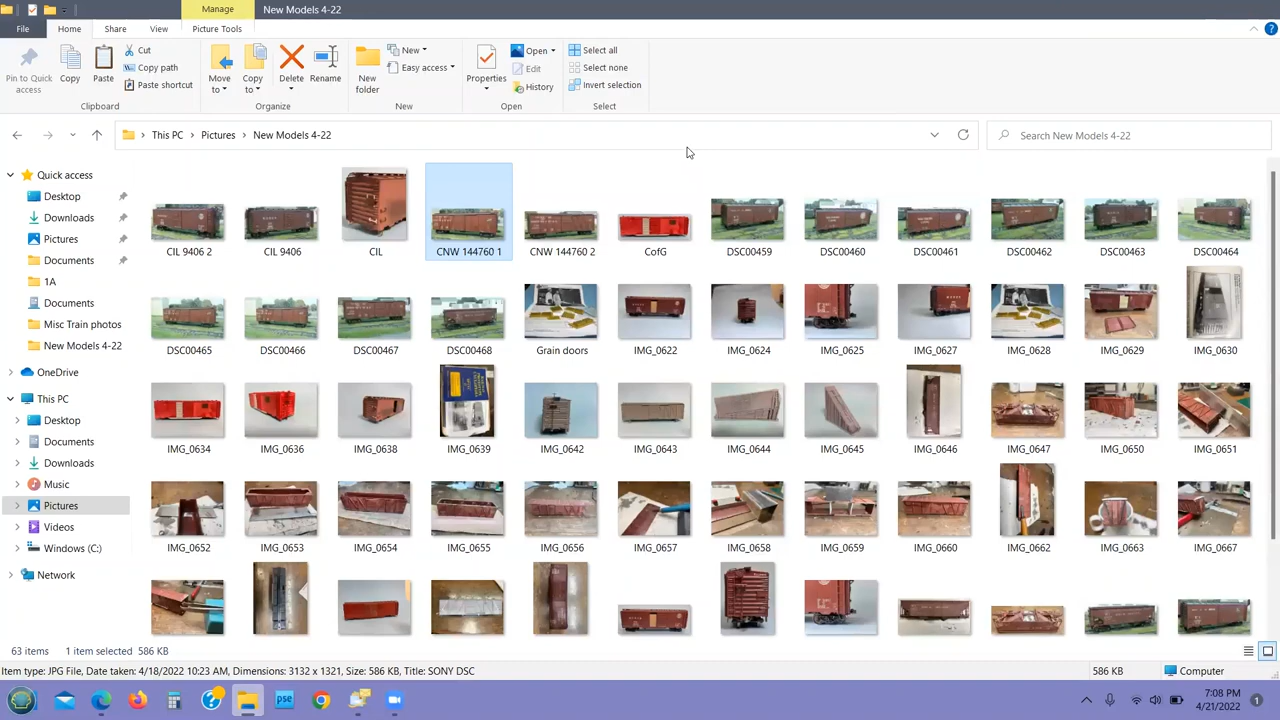 Manage
New Models 4-22
File
Home
Share
View
Picture Tools
Pin to Quick access
Copy
Paste
Cut
Copy path
Paste shortcut
Clipboard
Move to
Copy to
Delete
Rename
Organize
New folder
New
Easy access
New
Properties
Open
Edit
History
Open
Select all
Select none
Invert selection
Select
This PC
Pictures
New Models 4-22
Search New Models 4-22
Quick access
Desktop
Downloads
Pictures
Documents
1A
Documents
Misc Train photos
New Models 4-22
OneDrive
This PC
Desktop
Documents
Downloads
Music
Pictures
Videos
Windows (C:)
Network
CIL 9406 2
CIL 9406
CIL
CNW 144760 1
CNW 144760 2
CofG
DSC00459
DSC00460
DSC00461
DSC00462
DSC00463
DSC00464
DSC00465
DSC00466
DSC00467
DSC00468
Grain doors
IMG_0622
IMG_0624
IMG_0625
IMG_0627
IMG_0628
IMG_0629
IMG_0630
IMG_0634
IMG_0636
IMG_0638
IMG_0639
IMG_0642
IMG_0643
IMG_0644
IMG_0645
IMG_0646
IMG_0647
IMG_0650
IMG_0651
IMG_0652
IMG_0653
IMG_0654
IMG_0655
IMG_0656
IMG_0657
IMG_0658
IMG_0659
IMG_0660
IMG_0662
IMG_0663
IMG_0667
63 items
1 item selected 586 KB
Item type: JPG File, Date taken: 4/18/2022 10:23 AM, Dimensions: 3132 x 1321, Size: 586 KB, Title: SONY DSC
586 KB
Computer
pse
7:08 PM
4/21/2022
1